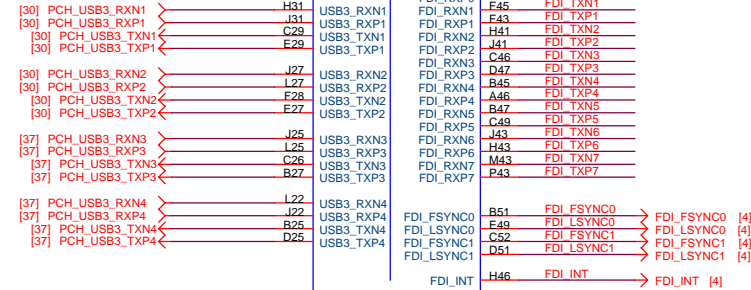 [30] PCH_USB3_RXN1 H31 USB3_RXN1
[30] PCH_USB3_RXP1 J31 USB3_RXP1
[30] PCH_USB3_TXN1 C29 USB3_TXN1
[30] PCH_USB3_TXP1 E29 USB3_TXP1
[30] PCH_USB3_RXN2 J27 USB3_RXN2
[30] PCH_USB3_RXP2 L27 USB3_RXP2
[30] PCH_USB3_TXN2 F28 USB3_TXN2
[30] PCH_USB3_TXP2 E27 USB3_TXP2
[37] PCH_USB3_RXN3 J25 USB3_RXN3
[37] PCH_USB3_RXP3 L25 USB3_RXP3
[37] PCH_USB3_TXN3 C26 USB3_TXN3
[37] PCH_USB3_TXP3 B27 USB3_TXP3
[37] PCH_USB3_RXN4 L22 USB3_RXN4
[37] PCH_USB3_RXP4 J22 USB3_RXP4
[37] PCH_USB3_TXN4 B25 USB3_TXN4
[37] PCH_USB3_TXP4 D25 USB3_TXP4
FDI_RXN1 F45 FDI_TXN1
FDI_RXP1 F43 FDI_TXP1
FDI_RXN2 H41 FDI_TXN2
FDI_RXP2 J41 FDI_TXP2
FDI_RXN3 C46 FDI_TXN3
FDI_RXP3 D47 FDI_TXP3
FDI_RXN4 B45 FDI_TXN4
FDI_RXP4 A46 FDI_TXP4
FDI_RXN5 B47 FDI_TXN5
FDI_RXP5 C49 FDI_TXP5
FDI_RXN6 J43 FDI_TXN6
FDI_RXP6 H43 FDI_TXP6
FDI_RXN7 M43 FDI_TXN7
FDI_RXP7 P43 FDI_TXP7
FDI_FSYNC0 B51 FDI_FSYNC0 FDI_FSYNC0 [4]
FDI_LSYNC0 E49 FDI_LSYNC0 FDI_LSYNC0 [4]
FDI_FSYNC1 C52 FDI_FSYNC1 FDI_FSYNC1 [4]
FDI_LSYNC1 D51 FDI_LSYNC1 FDI_LSYNC1 [4]
FDI_INT H46 FDI_INT FDI_INT [4]